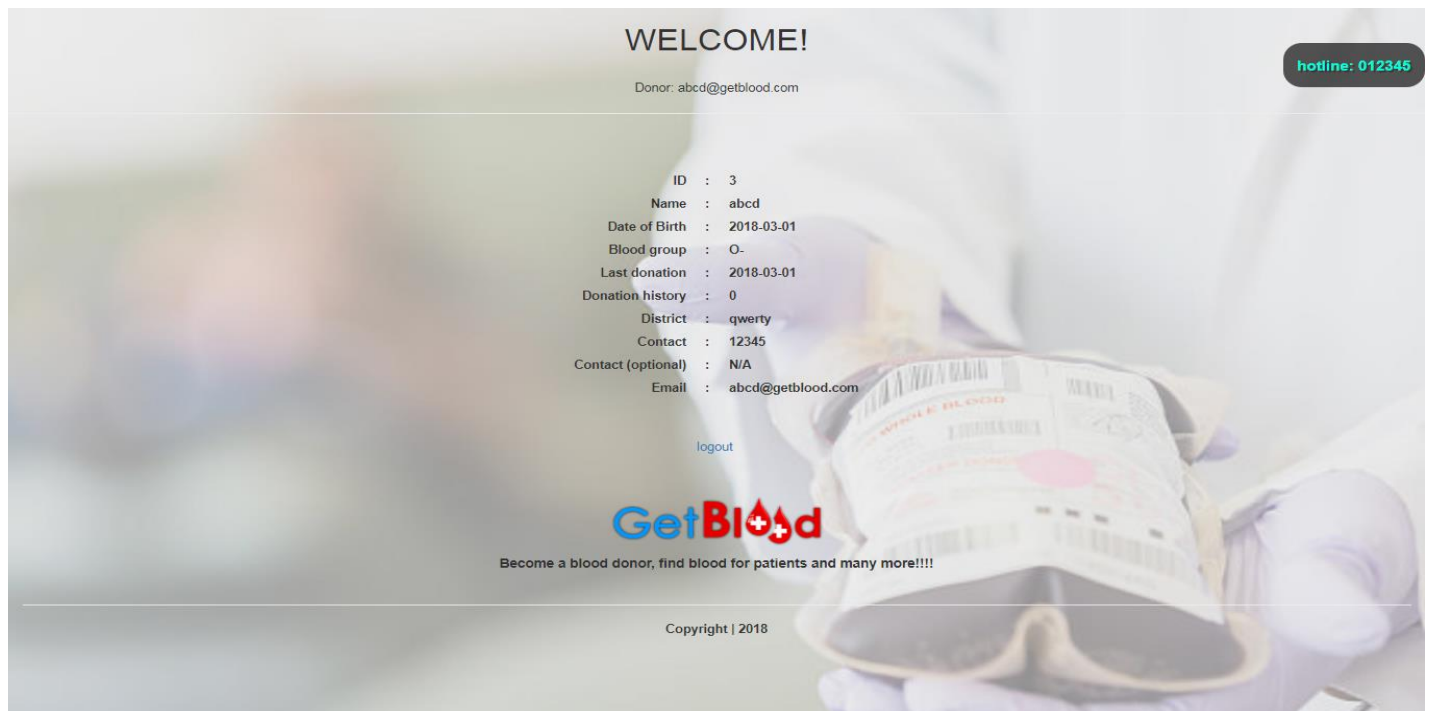 WELCOME!
hotline: 012345
Donor: abcd@getblood.com
ID : 3
Name : abcd
Date of Birth : 2018-03-01
Blood group : O-
Last donation : 2018-03-01
Donation history : 0
District : qwerty
Contact : 12345
Contact (optional) : N/A
Email : abcd@getblood.com
WHOLE BLOOD
logout
GetBlood
Become a blood donor, find blood for patients and many more!!!!
Copyright | 2018